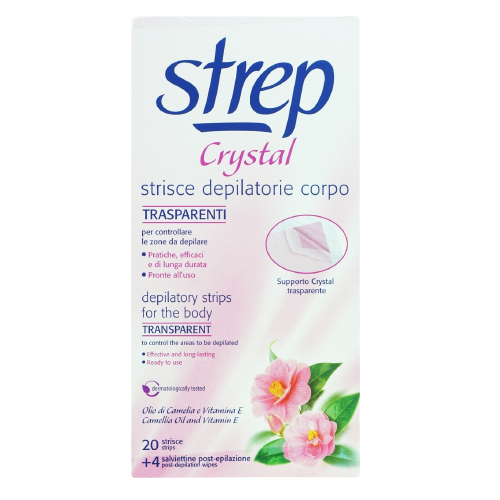 strep
Crystal
strisce depilatorie corpo
TRASPARENTI
per controllare
le zone da depilare
• Pratiche, efficaci
e di lunga durata
• Pronte all'uso
Supporto Crystal
trasparente
depilatory strips
for the body
TRANSPARENT
to control the areas to be depilated
• Effective and long-lasting
• Ready to use
dermatologically tested
Olio di Camelia e Vitamina E
Camellia Oil and Vitamin E
20 strisce
strips
+4 salviettine post-epilazione
post-depilation wipes